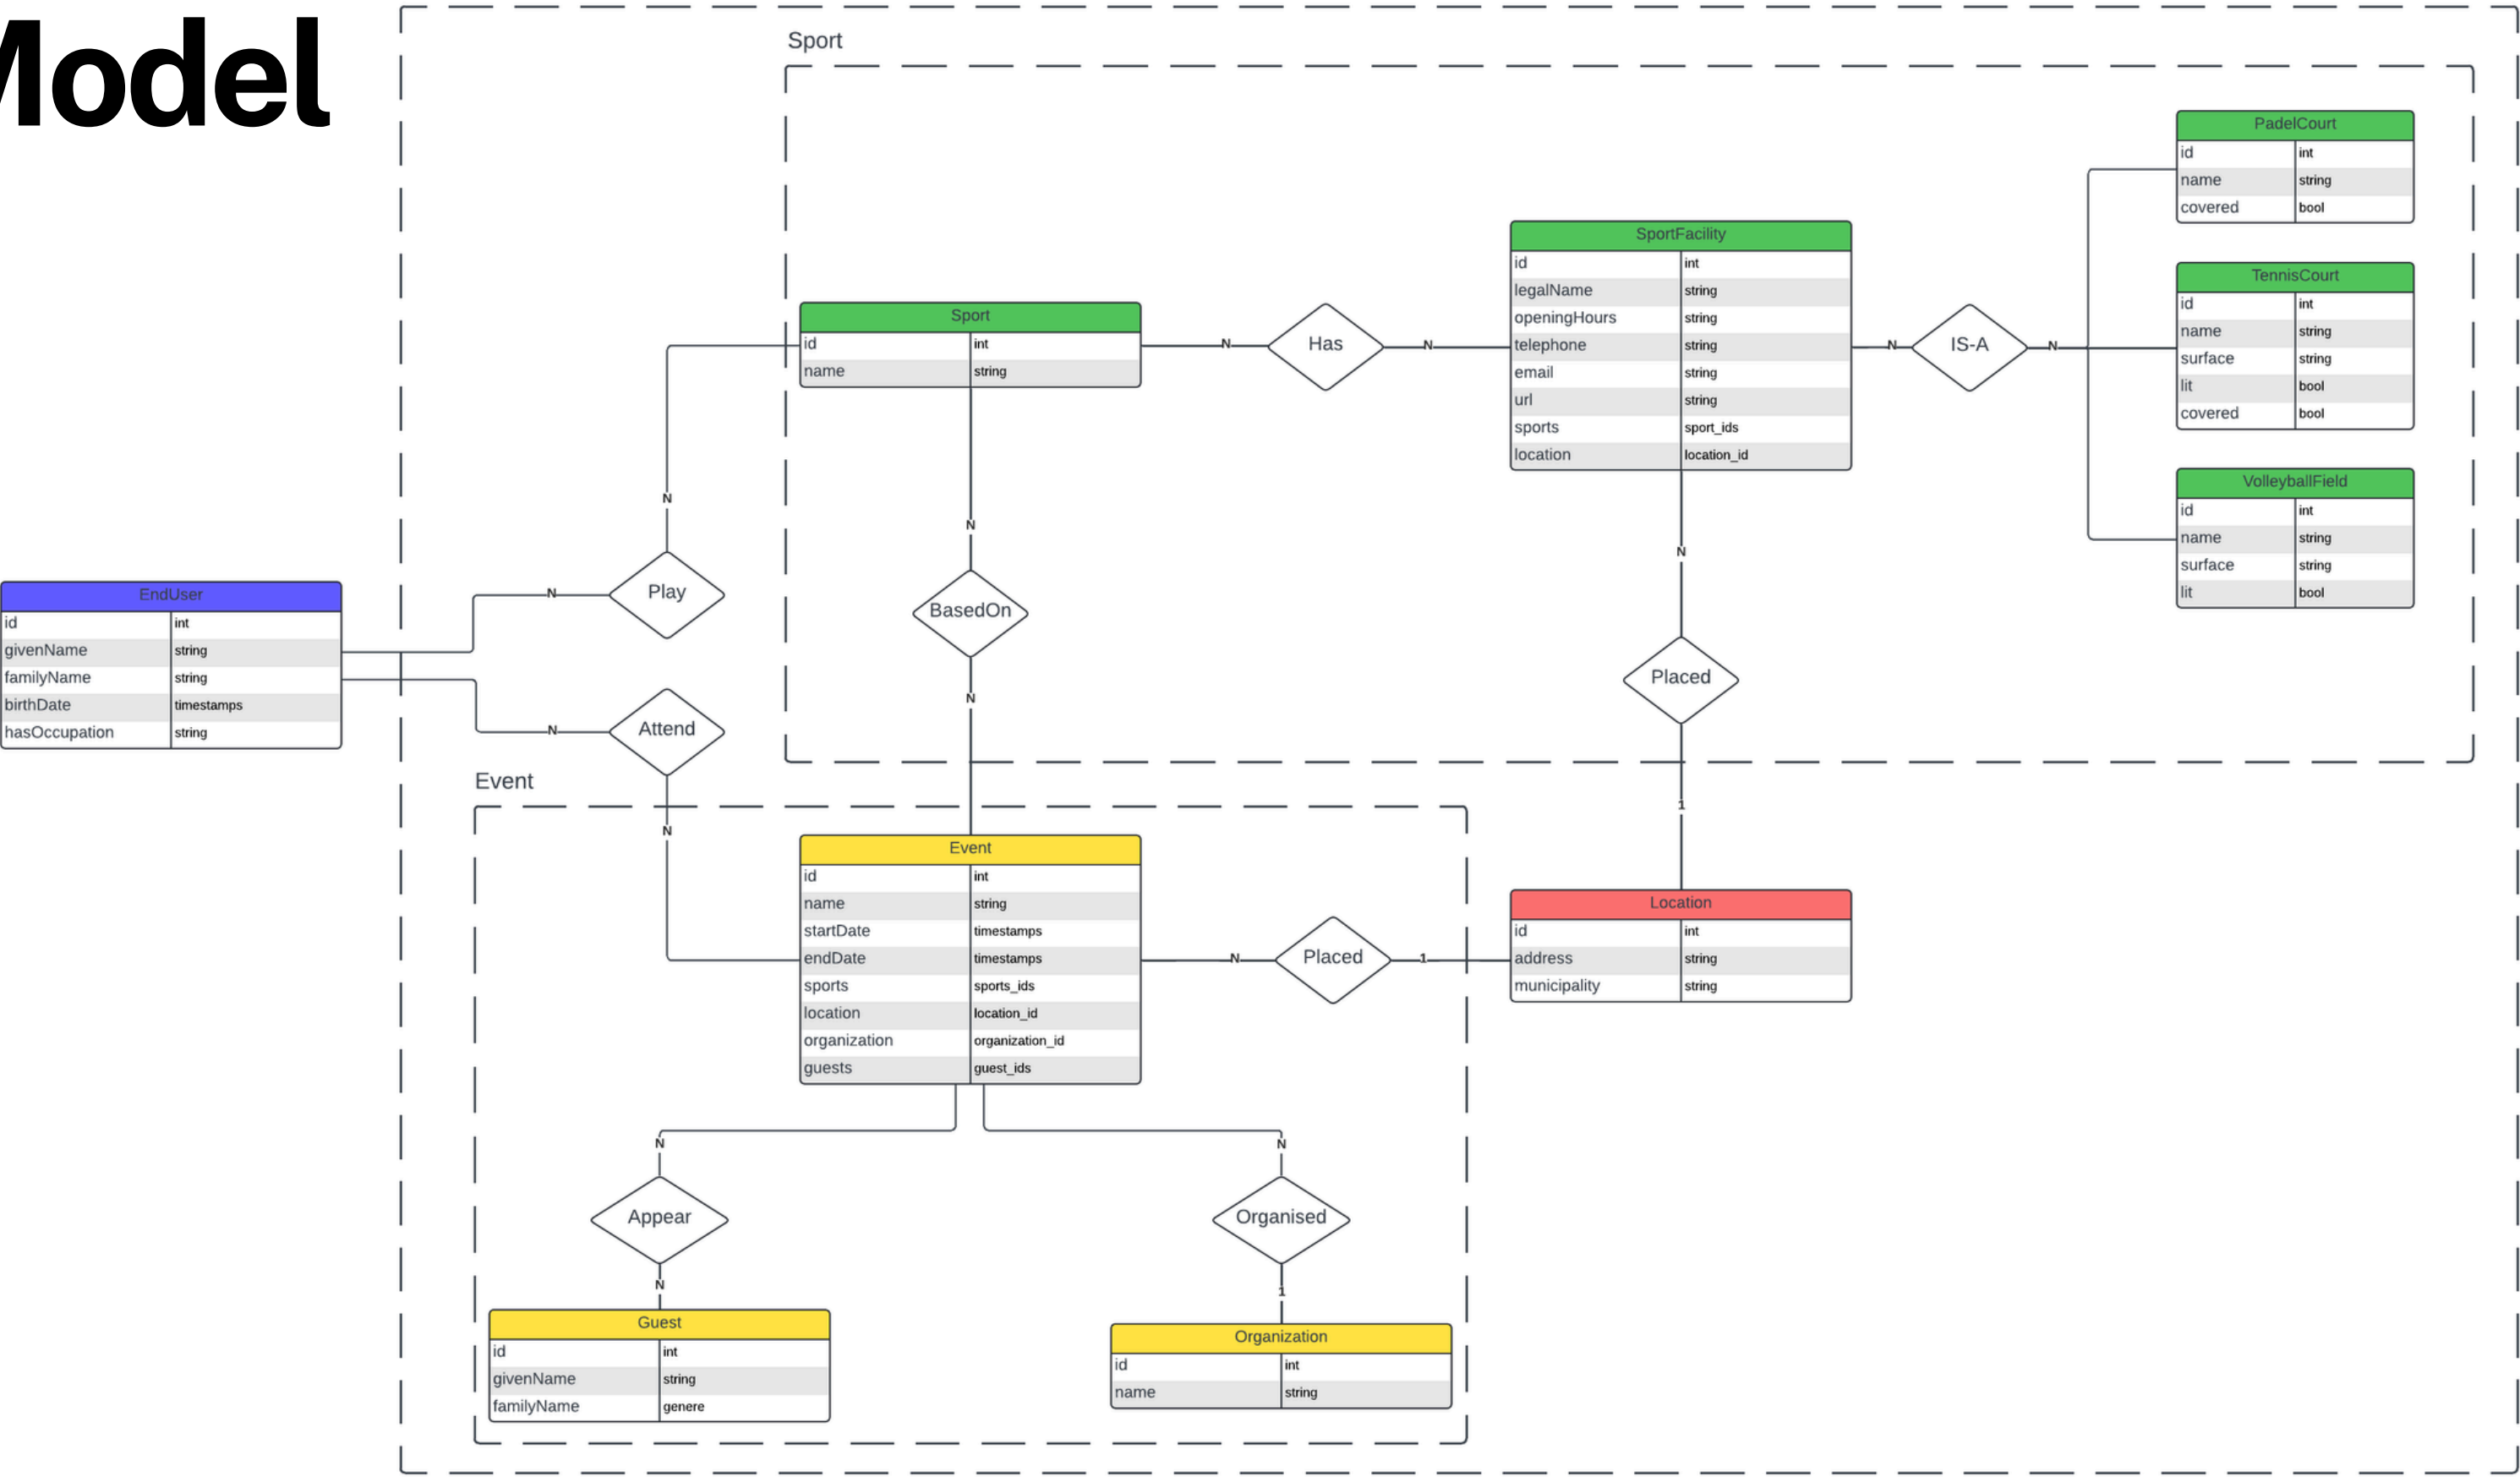 Model
Sport
PadelCourt
id int
name string
covered bool
SportFacility
id int
legalName string
openingHours string
telephone string
email string
url string
sports sport_ids
location location_id
TennisCourt
id int
name string
surface string
lit bool
covered bool
Sport
id int
name string
N
Has
N
N
IS-A
N
VolleyballField
id int
name string
surface string
lit bool
N
N
N
EndUser
id int
givenName string
familyName string
birthDate timestamps
hasOccupation string
N
Play
BasedOn
N
Placed
N
Attend
Event
N
1
Event
id int
name string
startDate timestamps
endDate timestamps
sports sports_ids
location location_id
organization organization_id
guests guest_ids
N
Placed
1
Location
id int
address string
municipality string
N
N
Appear
Organised
N
1
Guest
id int
givenName string
familyName genere
Organization
id int
name string